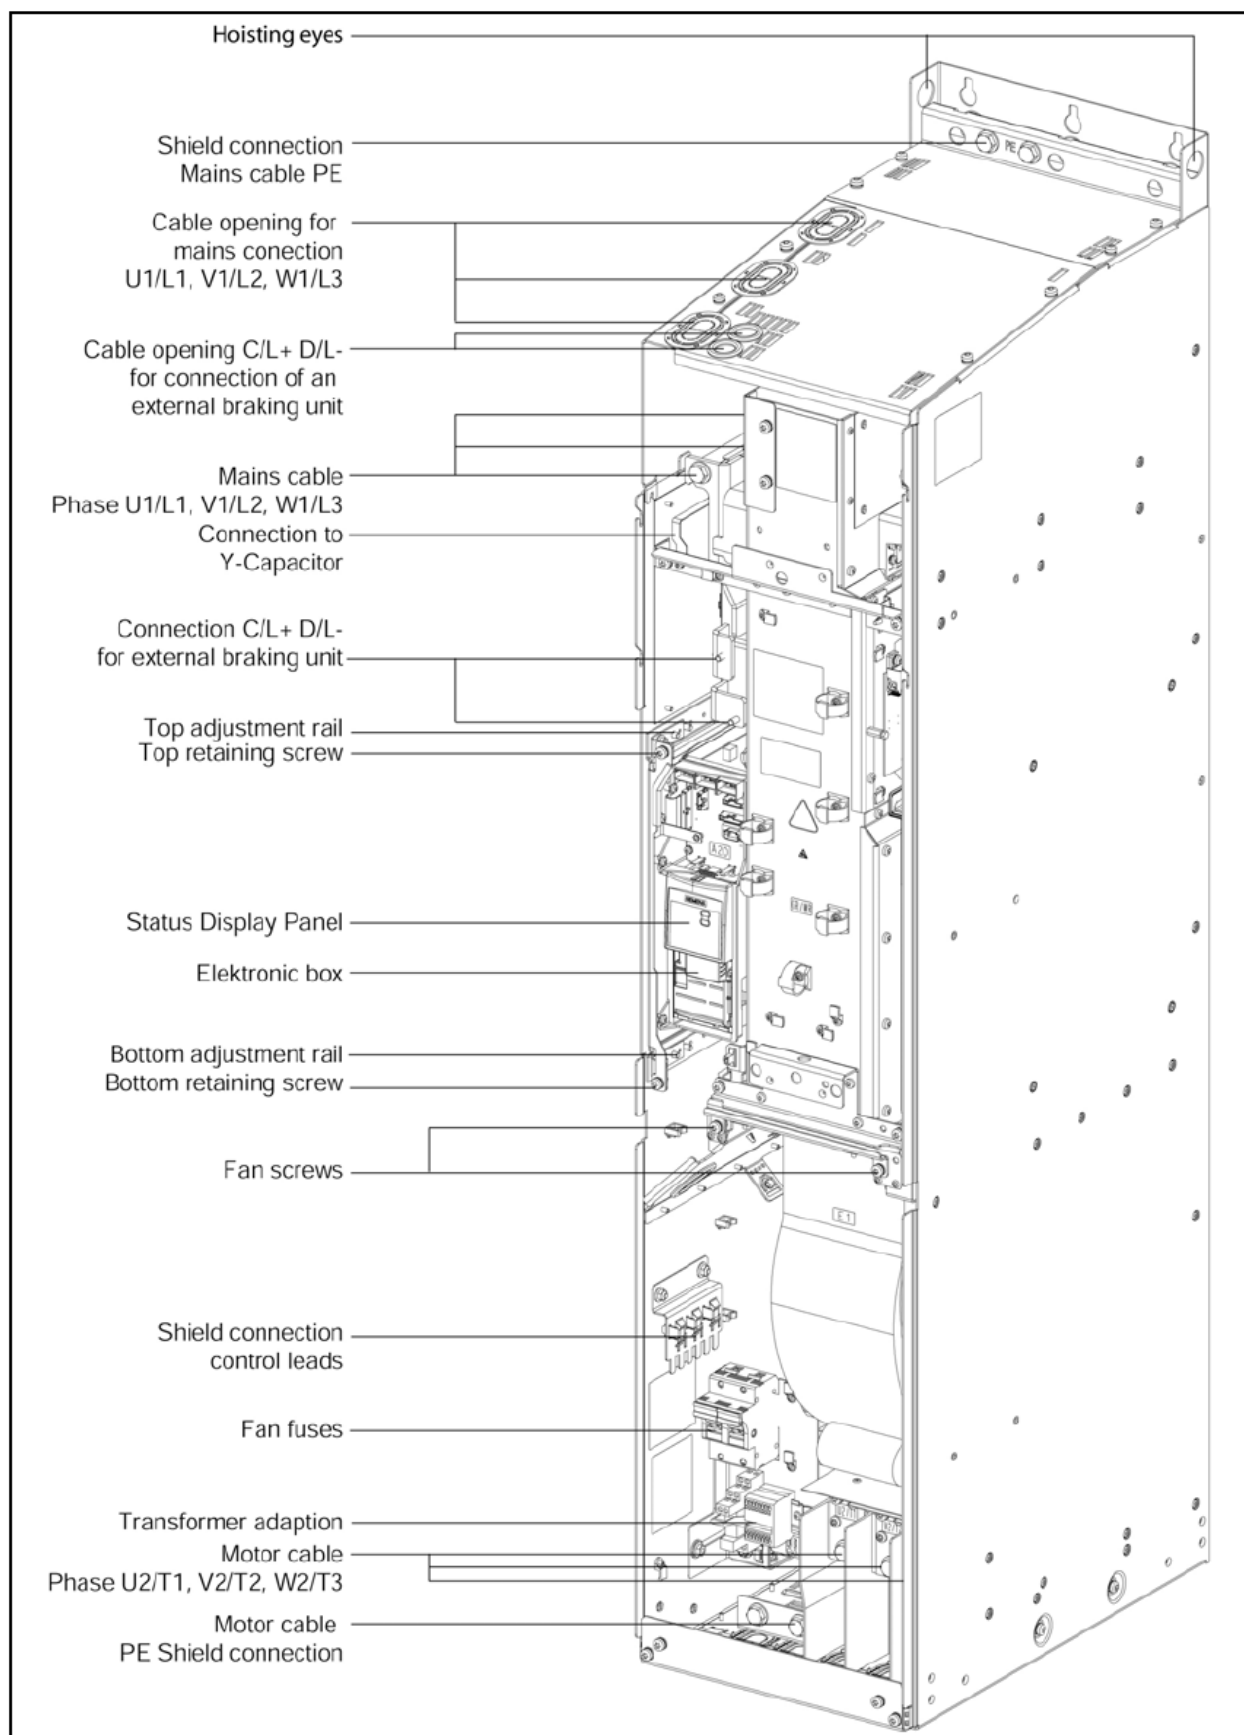 Hoisting eyes
Shield connection
Mains cable PE
PE
Cable opening for
mains conection
U1/L1, V1/L2, W1/L3
Cable opening C/L+ D/L-
for connection of an
external braking unit
Mains cable
Phase U1/L1, V1/L2, W1/L3
Connection to
Y-Capacitor
Connection C/L+ D/L-
for external braking unit
Top adjustment rail
Top retaining screw
Status Display Panel
Elektronic box
Bottom adjustment rail
Bottom retaining screw
Fan screws
E1
Shield connection
control leads
Fan fuses
Transformer adaption
Motor cable
Phase U2/T1, V2/T2, W2/T3
Motor cable
PE Shield connection